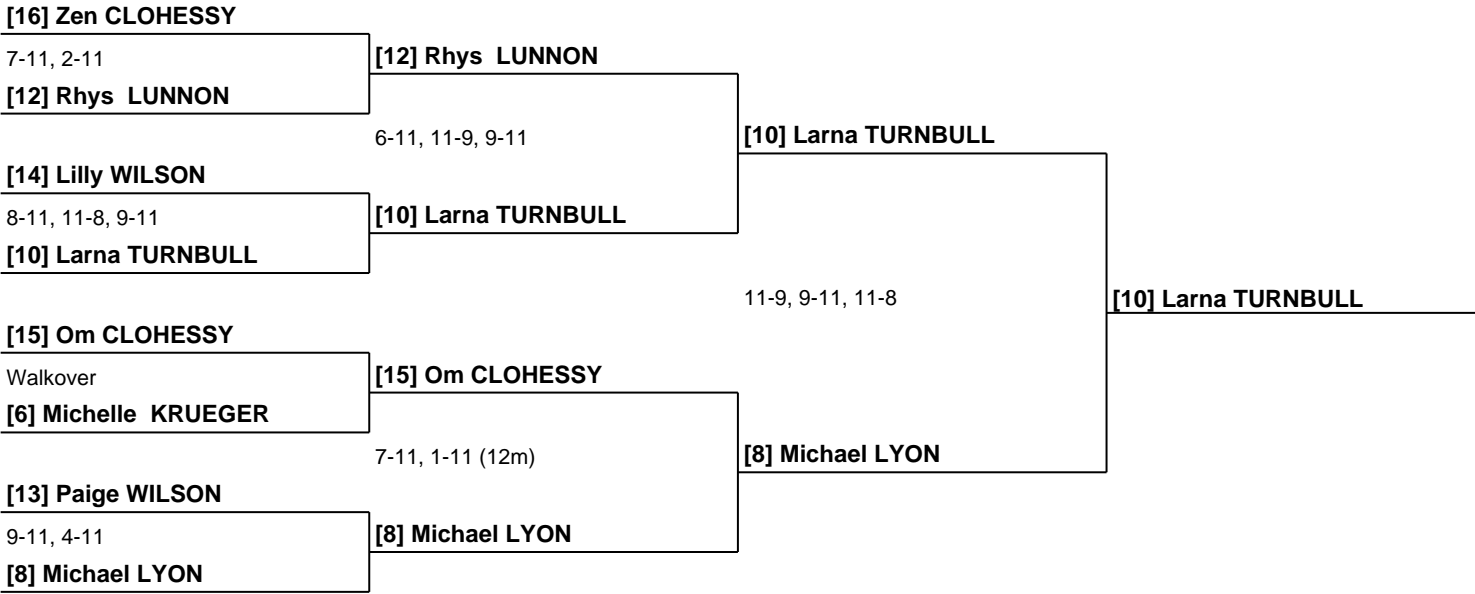 [16] Zen CLOHESSY
7-11, 2-11
[12] Rhys LUNNON
[12] Rhys LUNNON
6-11, 11-9, 9-11
[10] Larna TURNBULL
[14] Lilly WILSON
8-11, 11-8, 9-11
[10] Larna TURNBULL
[10] Larna TURNBULL
11-9, 9-11, 11-8
[10] Larna TURNBULL
[15] Om CLOHESSY
Walkover
[15] Om CLOHESSY
[6] Michelle KRUEGER
7-11, 1-11 (12m)
[8] Michael LYON
[13] Paige WILSON
9-11, 4-11
[8] Michael LYON
[8] Michael LYON